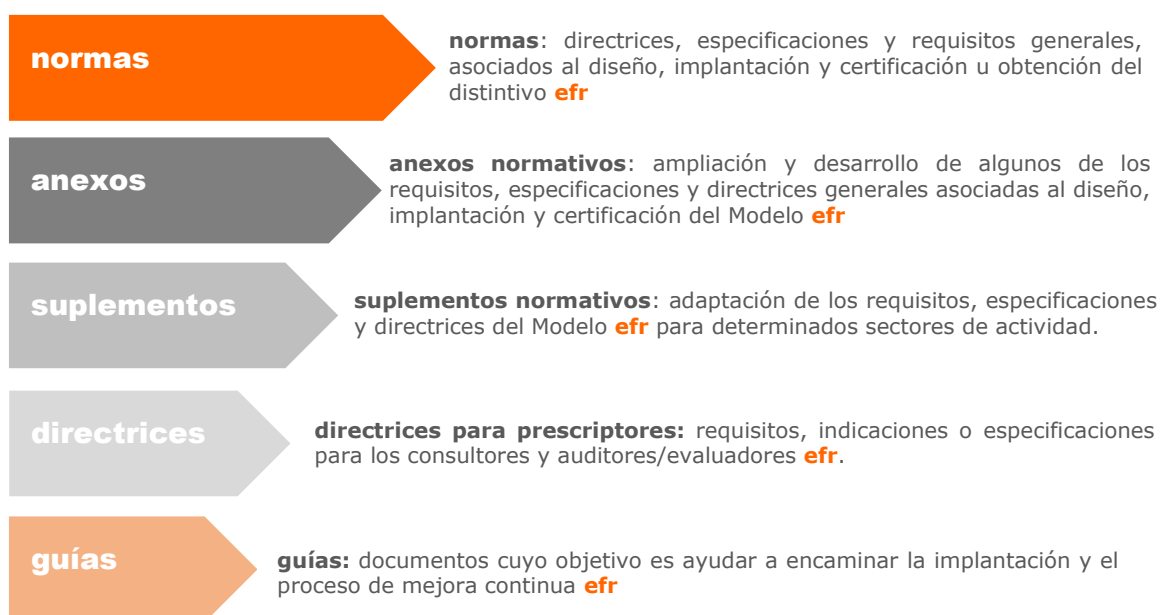 normas
normas: directrices, especificaciones y requisitos generales,
asociados al diseño, implantación y certificación u obtención del
distintivo efr
anexos
anexos normativos: ampliación y desarrollo de algunos de los
requisitos, especificaciones y directrices generales asociadas al diseño,
implantación y certificación del Modelo efr
suplementos
suplementos normativos: adaptación de los requisitos, especificaciones
y directrices del Modelo efr para determinados sectores de actividad.
directrices
directrices para prescriptores: requisitos, indicaciones o especificaciones
para los consultores y auditores/evaluadores efr.
guías
guías: documentos cuyo objetivo es ayudar a encaminar la implantación y el
proceso de mejora continua efr